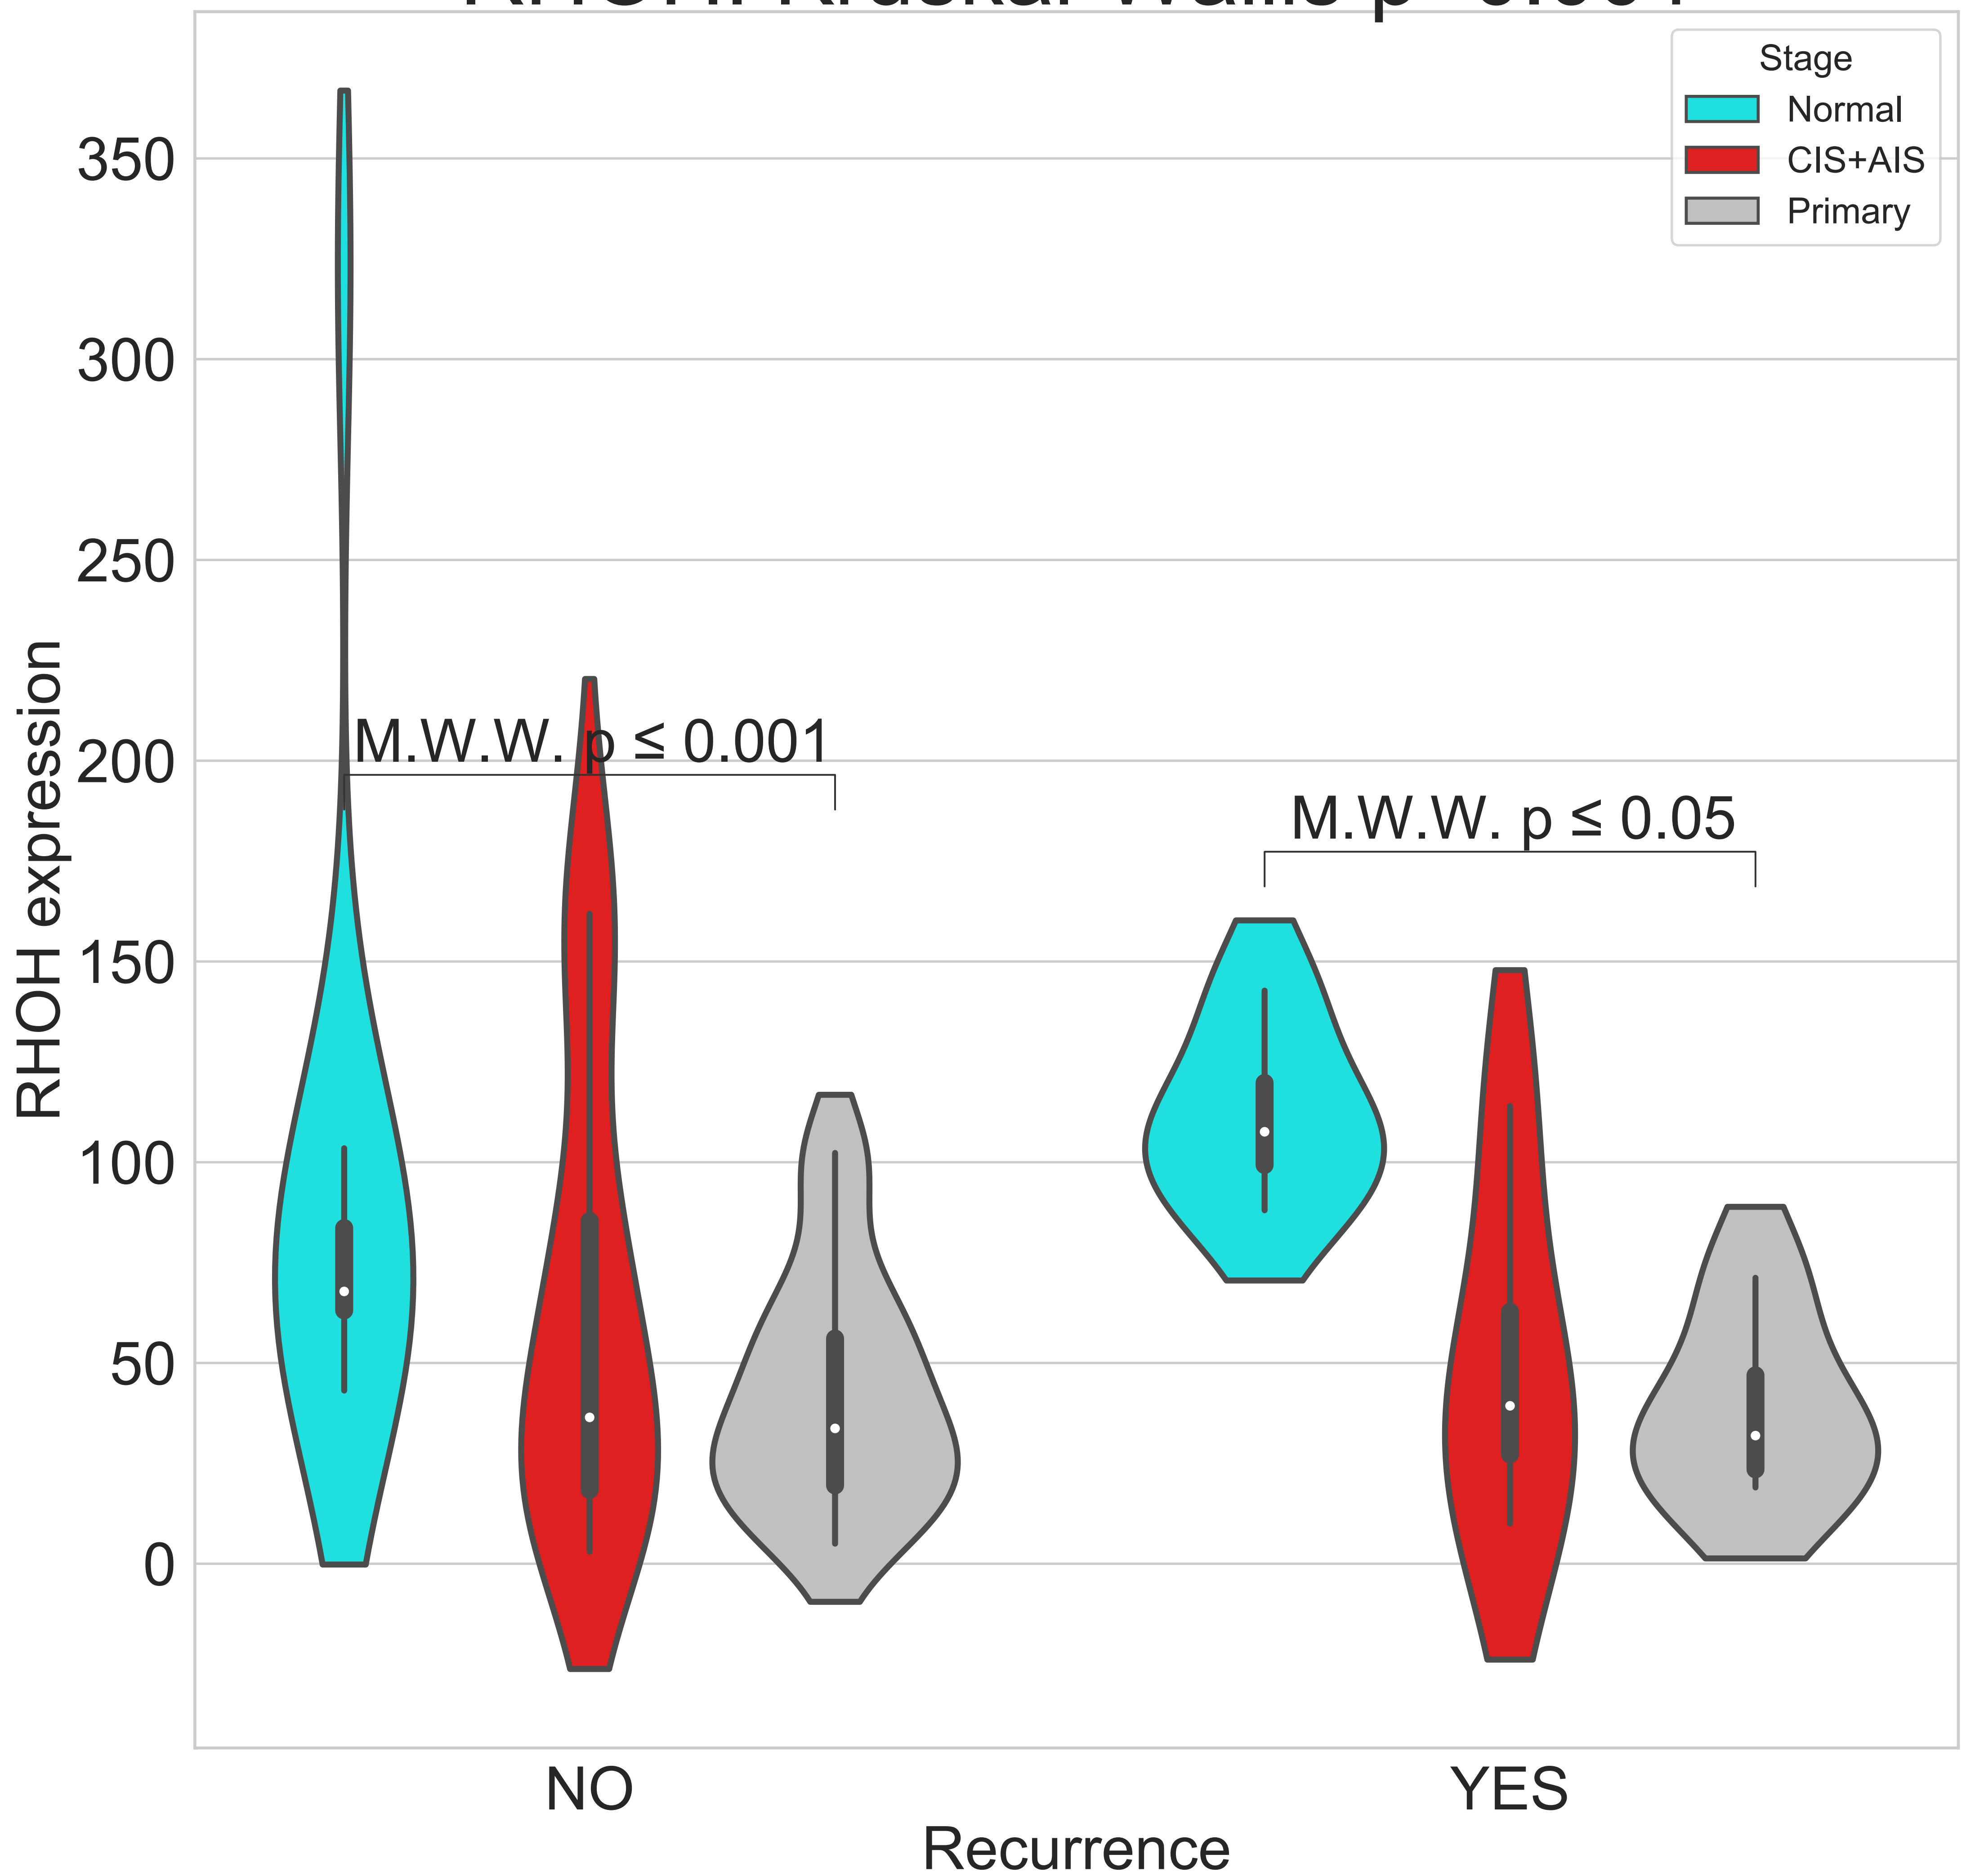 Stage
Normal
CIS+AIS
Primary
350
300
250
200
150
100
50
0
RHOH expression
M.W.W. p ≤ 0.001
M.W.W. p ≤ 0.05
NO
YES
Recurrence